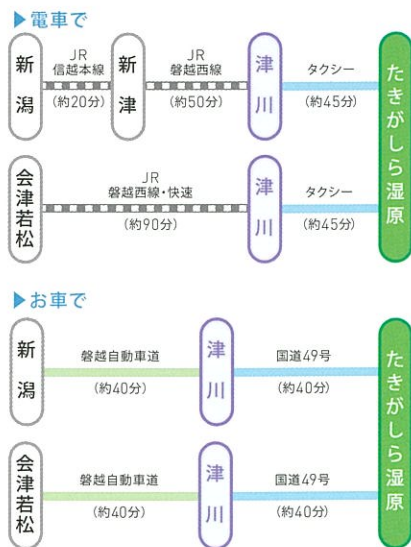 ▶電車で
新潟
JR
信越本線
(約20分)
新津
JR
磐越西線
(約50分)
津川
タクシー
(約45分)
たきがしら湿原
会津若松
JR
磐越西線・快速
(約90分)
津川
タクシー
(約45分)
▶お車で
新潟
磐越自動車道
(約40分)
津川
国道49号
(約40分)
たきがしら湿原
会津若松
磐越自動車道
(約40分)
津川
国道49号
(約40分)